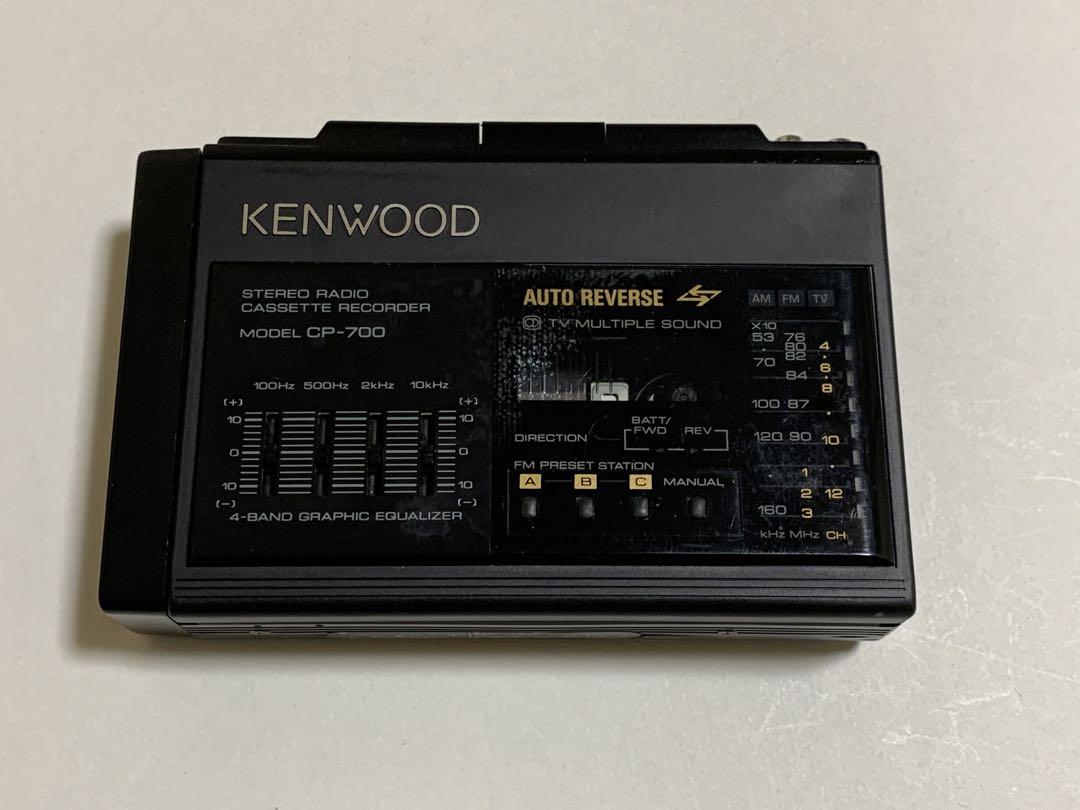 KENWOOD
STEREO RADIO
CASSETTE RECORDER
MODEL CP-700
100Hz 500Hz 2kHz 10kHz
(+) (+)
10 10
0 0
10 10
(-) (-)
4-BAND GRAPHIC EQUALIZER
AUTO REVERSE
TV MULTIPLE SOUND
DIRECTION
BATT/
FWD REV
FM PRESET STATION
A B C MANUAL
AM FM TV
X10
53 76
80 4
70 82
6
84
8
100 87
120 90 10
1
2 12
160 3
kHz MHz CH